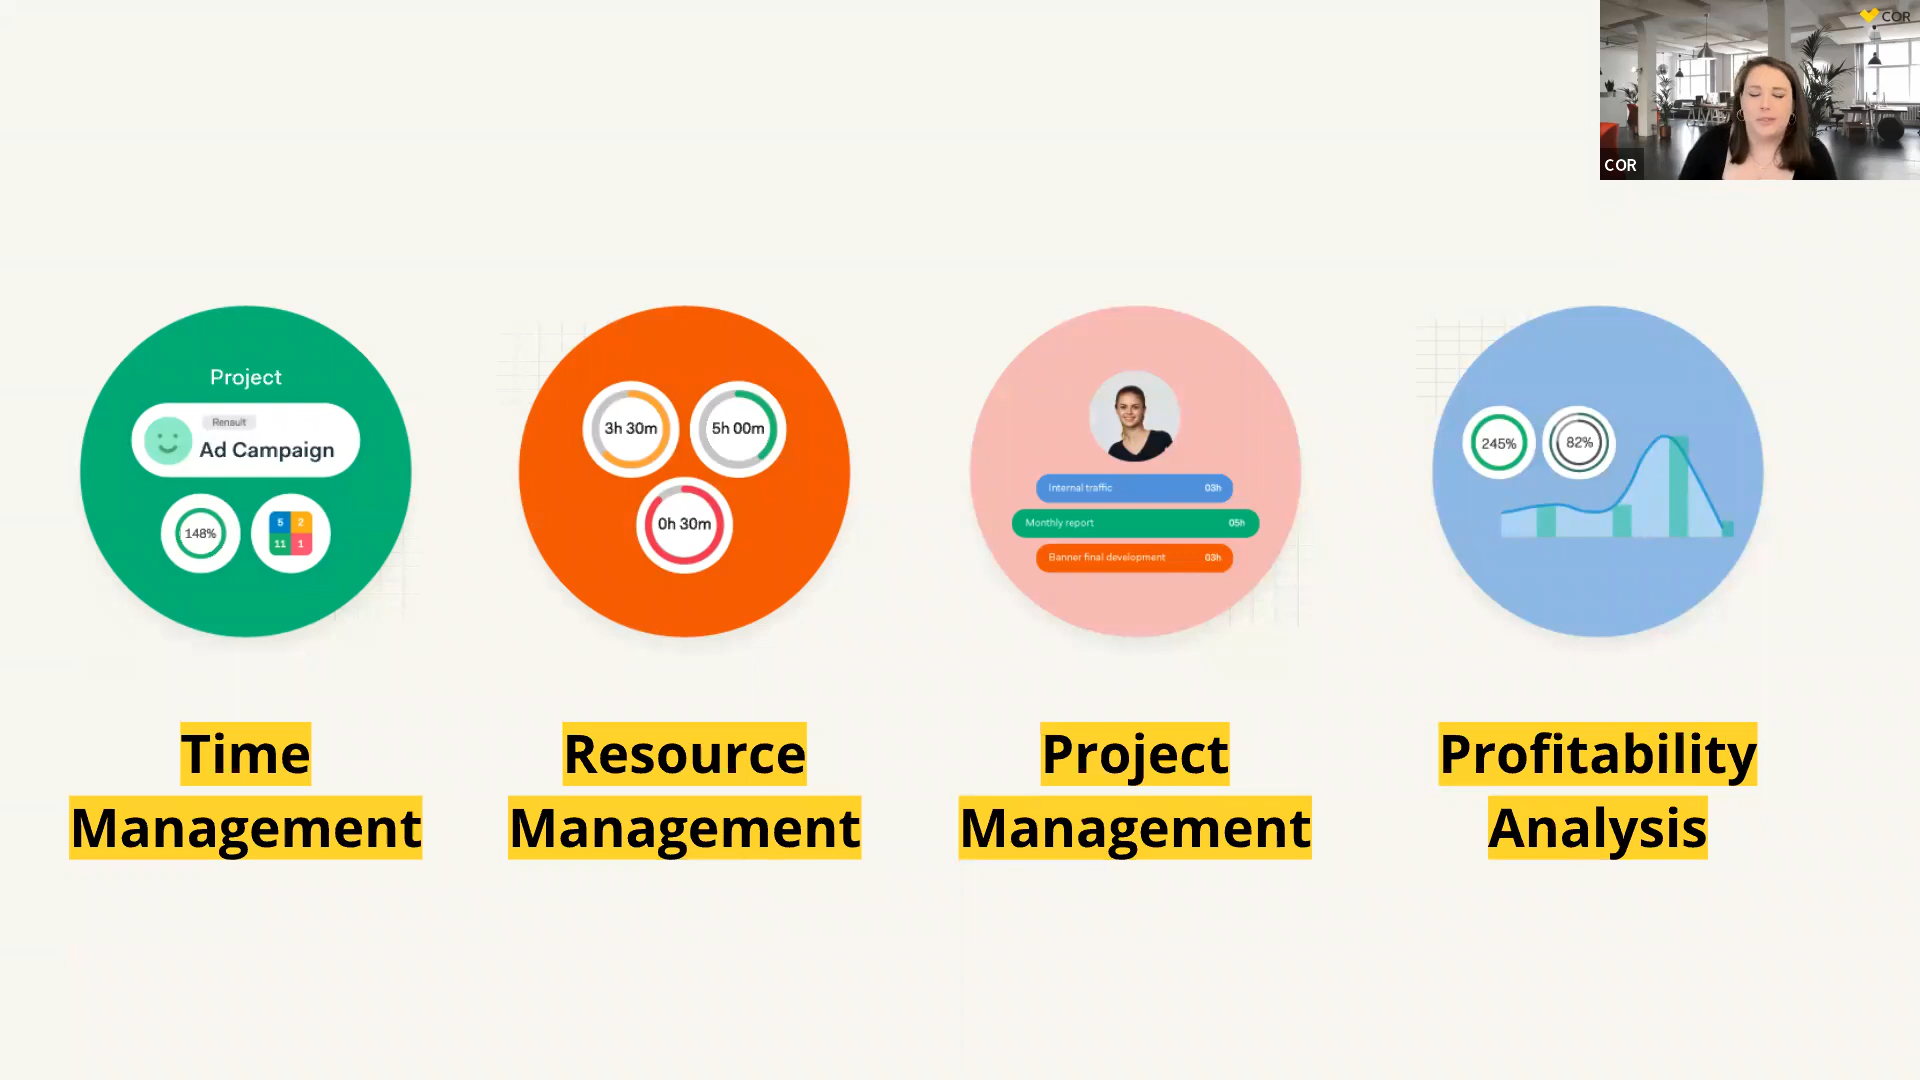 COR
COR
Project
Renault
Ad Campaign
148%
5 2
11 1
3h 30m
5h 00m
0h 30m
Internal traffic 03h
Monthly report 05h
Banner final development 03h
245%
82%
Time
Management
Resource
Management
Project
Management
Profitability
Analysis